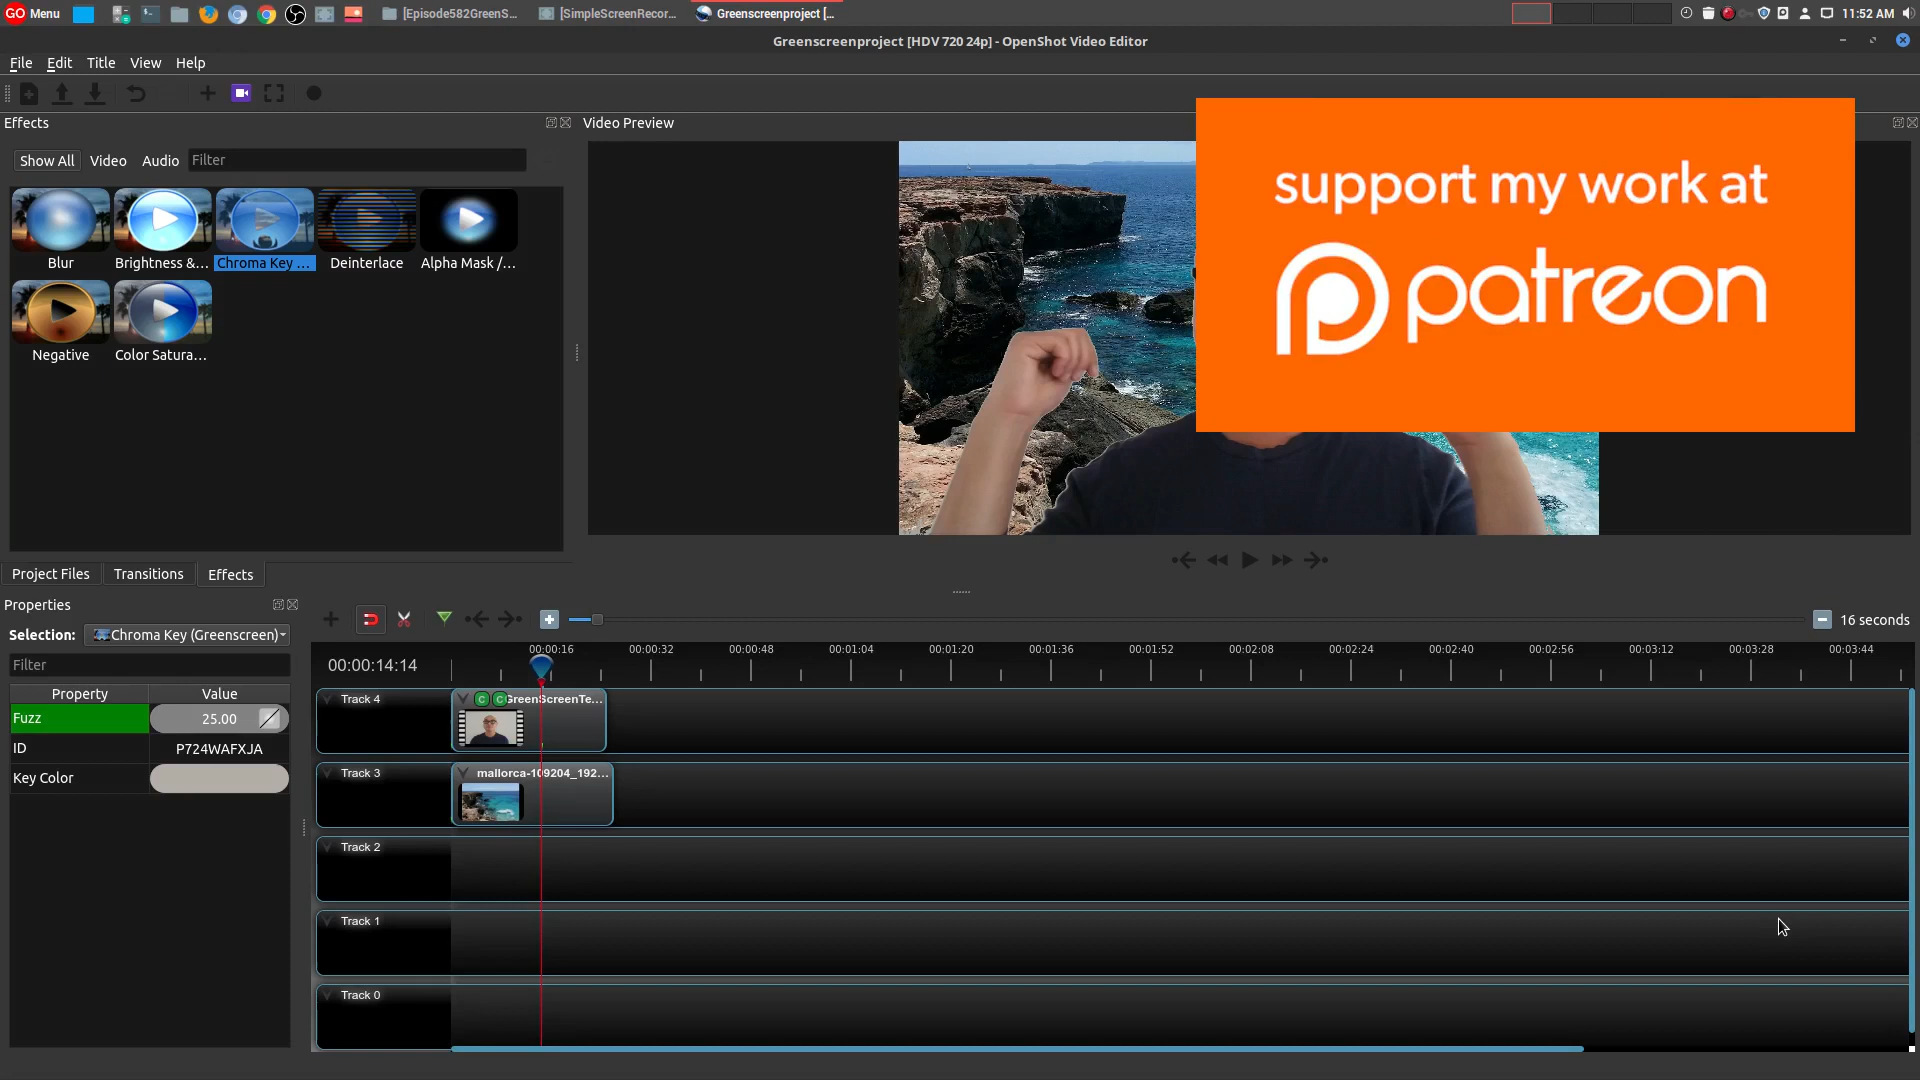 GO Menu
[Episode582GreenS...
[SimpleScreenRecor...
Greenscreenproject [...
11:52 AM
Greenscreenproject [HDV 720 24p] - OpenShot Video Editor
File Edit Title View Help
Effects
Video Preview
Show All Video Audio Filter
support my work at
patreon
Blur
Brightness &...
Chroma Key ...
Deinterlace
Alpha Mask /...
Negative
Color Satura...
Project Files
Transitions
Effects
Properties
Selection: Chroma Key (Greenscreen)
Filter
16 seconds
Property Value
Fuzz 25.00
ID P724WAFXJA
Key Color
00:00:14:14
00:00:16 00:00:32 00:00:48 00:01:04 00:01:20 00:01:36 00:01:52 00:02:08 00:02:24 00:02:40 00:02:56 00:03:12 00:03:28 00:03:44
Track 4
C C GreenScreenTe...
Track 3
mallorca-109204_192...
Track 2
Track 1
Track 0